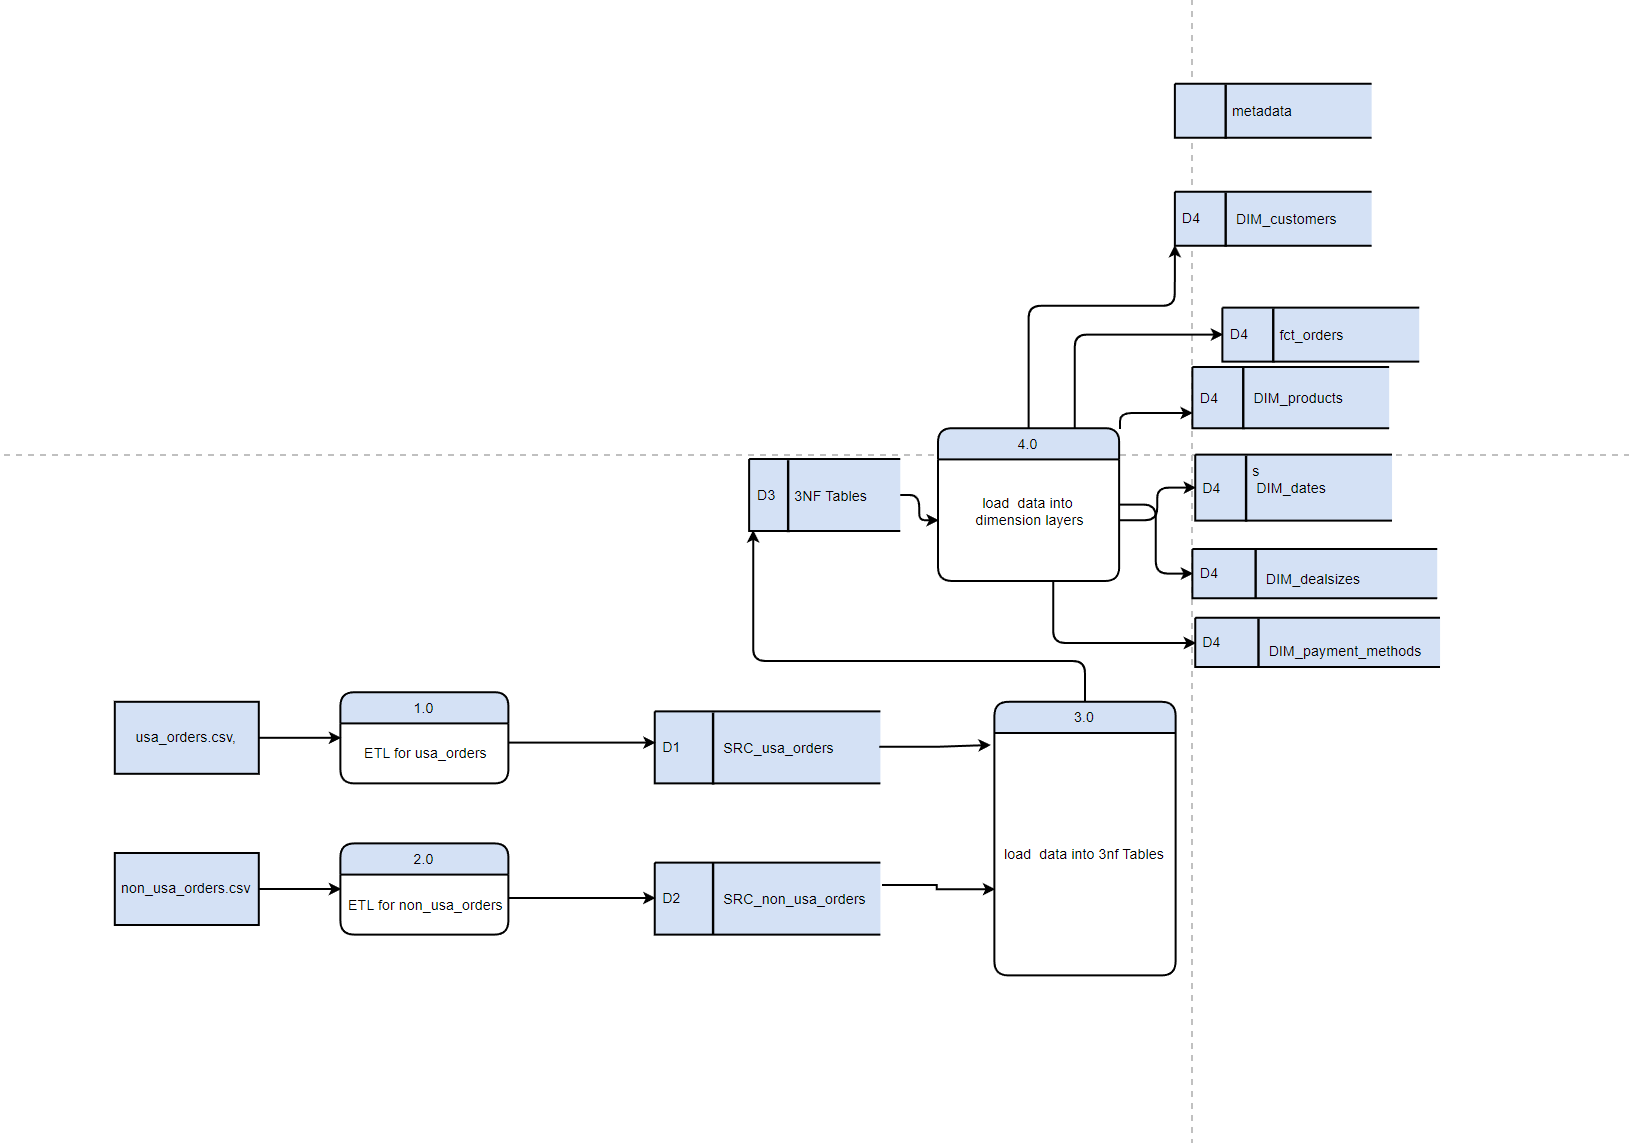 metadata
D4
DIM_customers
D4
fct_orders
D4
DIM_products
4.0
load  data into
dimension layers
D3
3NF Tables
s
D4
DIM_dates
D4
DIM_dealsizes
D4
DIM_payment_methods
usa_orders.csv,
1.0
ETL for usa_orders
D1
SRC_usa_orders
3.0
load  data into 3nf Tables
non_usa_orders.csv
2.0
ETL for non_usa_orders
D2
SRC_non_usa_orders